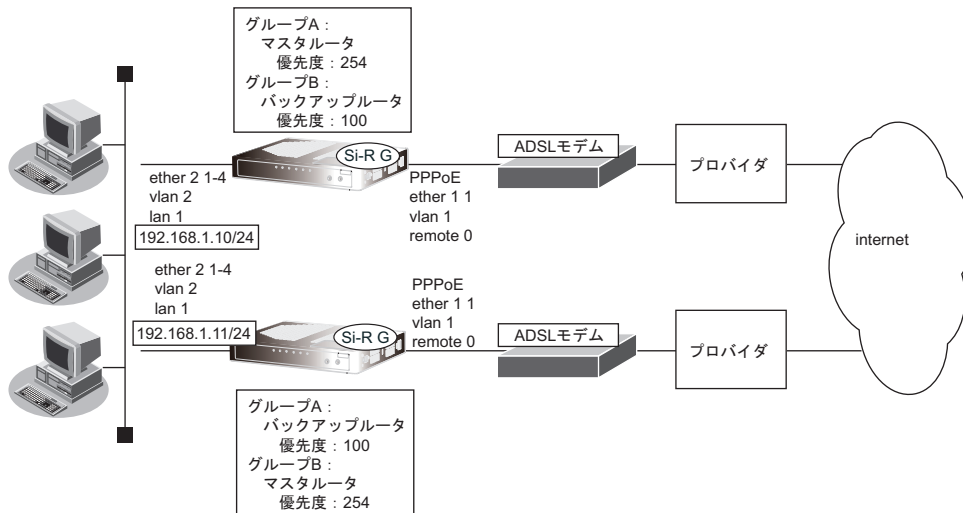 グループA：
マスタルータ
優先度：254
グループB：
バックアップルータ
優先度：100
Si-R G
ether 2 1-4
vlan 2
lan 1
192.168.1.10/24
PPPoE
ether 1 1
vlan 1
remote 0
ADSLモデム
プロバイダ
internet
ether 2 1-4
vlan 2
lan 1
192.168.1.11/24
Si-R G
PPPoE
ether 1 1
vlan 1
remote 0
ADSLモデム
プロバイダ
グループA：
バックアップルータ
優先度：100
グループB：
マスタルータ
優先度：254